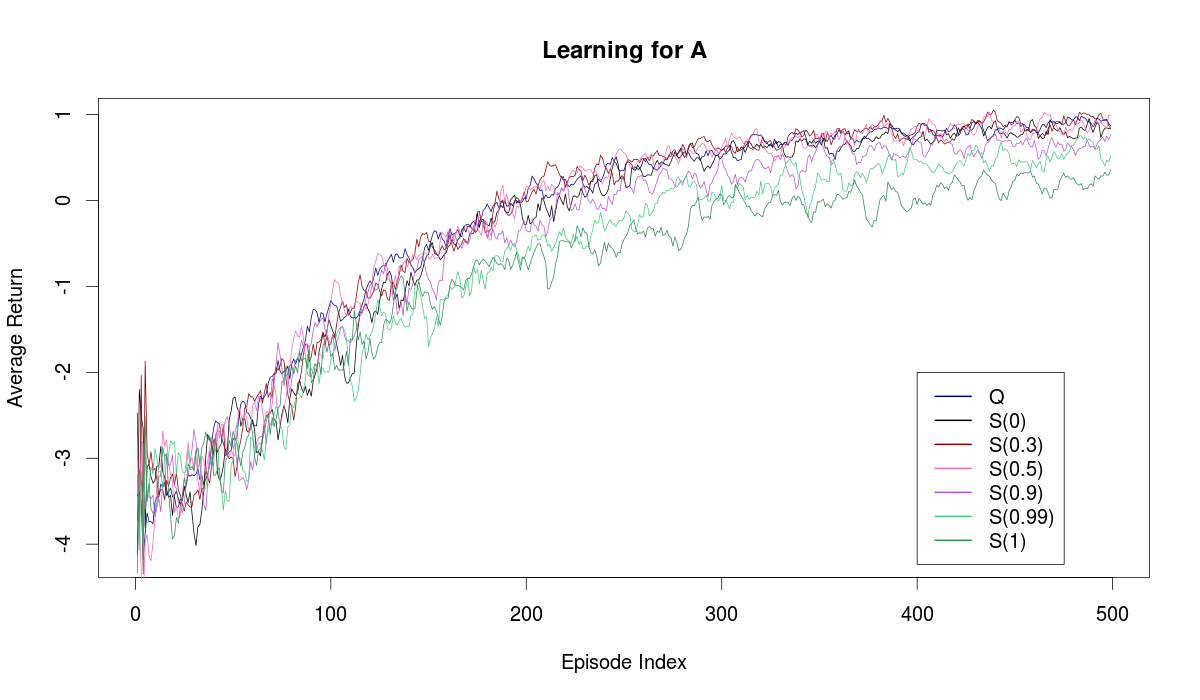 Learning for A
Average Return
1
0
-1
-2
-3
-4
Q
S(0)
S(0.3)
S(0.5)
S(0.9)
S(0.99)
S(1)
0 100 200 300 400 500
Episode Index